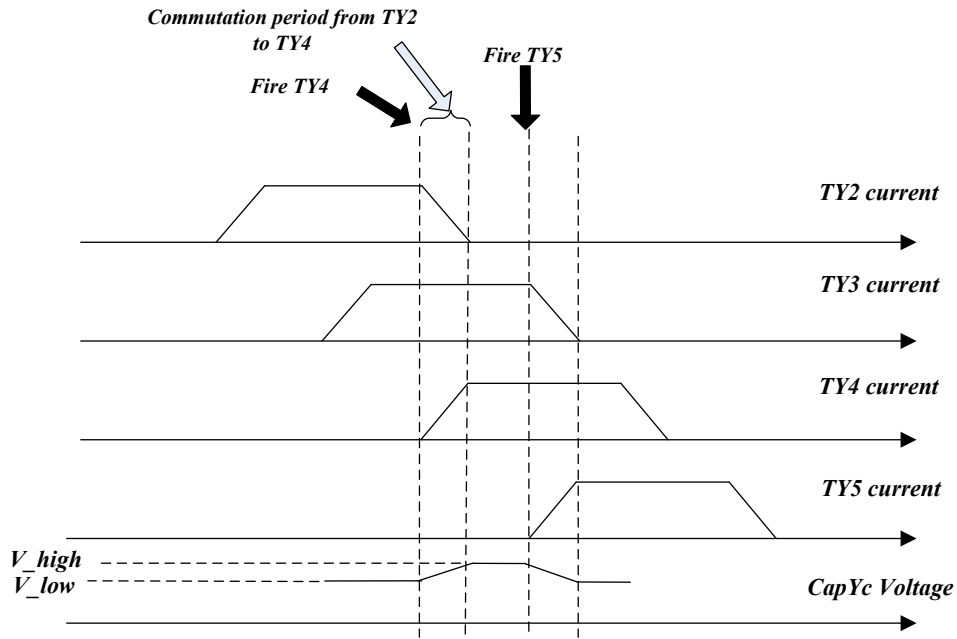 Commutation period from TY2
to TY4
Fire TY5
Fire TY4
TY2 current
TY3 current
TY4 current
TY5 current
V_high
V_low
CapYc Voltage